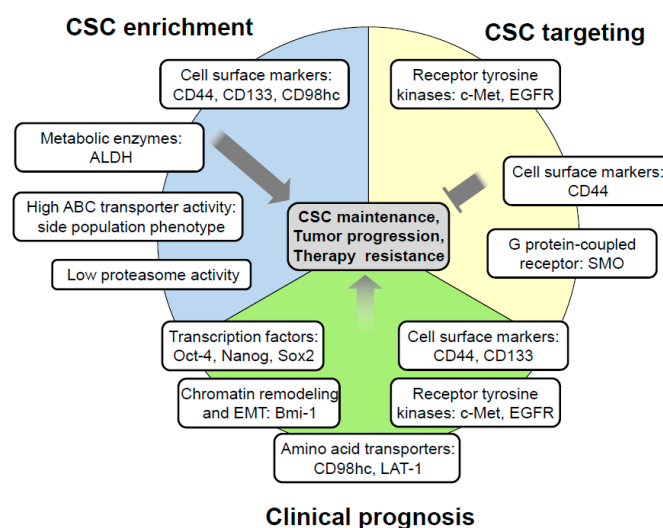 CSC enrichment
CSC targeting
Cell surface markers:
CD44, CD133, CD98hc
Receptor tyrosine
kinases: c-Met, EGFR
Metabolic enzymes:
ALDH
Cell surface markers:
CD44
High ABC transporter activity:
side population phenotype
CSC maintenance,
Tumor progression,
Therapy resistance
G protein-coupled
receptor: SMO
Low proteasome activity
Transcription factors:
Oct-4, Nanog, Sox2
Cell surface markers:
CD44, CD133
Chromatin remodeling
and EMT: Bmi-1
Receptor tyrosine
kinases: c-Met, EGFR
Amino acid transporters:
CD98hc, LAT-1
Clinical prognosis